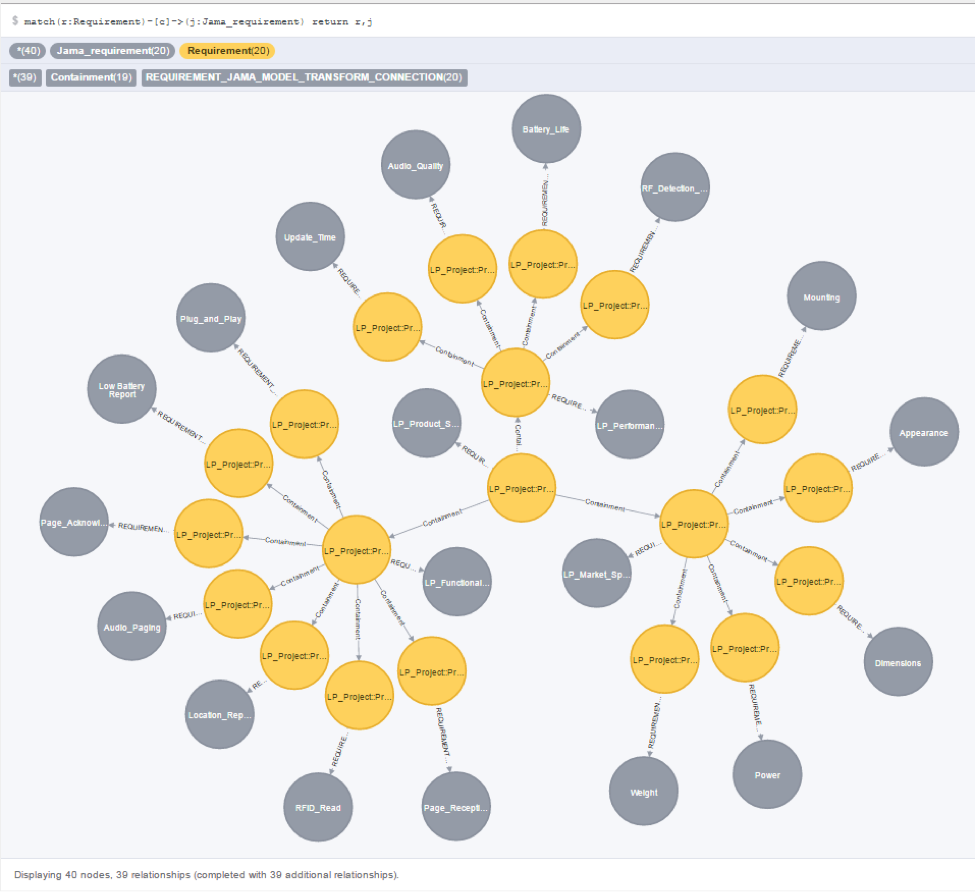 $ match(r:Requirement)-[c]->(j:Jama_requirement) return r,j
*(40) Jama_requirement(20) Requirement(20)
*(39) Containment(19) REQUIREMENT_JAMA_MODEL_TRANSFORM_CONNECTION(20)
Battery_Life
Audio_Quality
RF_Detection_...
REQUIREMEN...
REQUIR...
REQUIREMEN...
Update_Time
LP_Project::Pr...
LP_Project::Pr...
REQUIRE...
LP_Project::Pr...
Mounting
Plug_and_Play
LP_Project::Pr...
Containment
Containment
Containment
Containment
REQUIREME...
REQUIREMENT...
Low Battery
Report
LP_Project::Pr...
REQUIRE...
LP_Project::Pr...
LP_Product_S...
LP_Performan...
LP_Project::Pr...
REQUIREMENT...
Contai...
REQUIR...
Appearance
LP_Project::Pr...
Containment
REQUIRE...
LP_Project::Pr...
Containment
LP_Project::Pr...
LP_Project::Pr...
Containment
Containment
Containment
Containment
Page_Acknowl...
REQUIREMEN...
LP_Project::Pr...
Containment
LP_Project::Pr...
LP_Project::Pr...
REQUI...
Containment
REQU...
LP_Market_Sp...
LP_Functional...
Containment
LP_Project::Pr...
Containment
Containment
LP_Project::Pr...
REQUI...
Containment
Containment
Containment
REQUIRE...
Audio_Paging
LP_Project::Pr...
LP_Project::Pr...
LP_Project::Pr...
LP_Project::Pr...
Dimensions
LP_Project::Pr...
RE...
LP_Project::Pr...
Location_Rep...
REQUIRE...
REQUIREMENT...
REQUIREMEN...
REQUIREME...
Power
Weight
RFID_Read
Page_Recepti...
Displaying 40 nodes, 39 relationships (completed with 39 additional relationships).